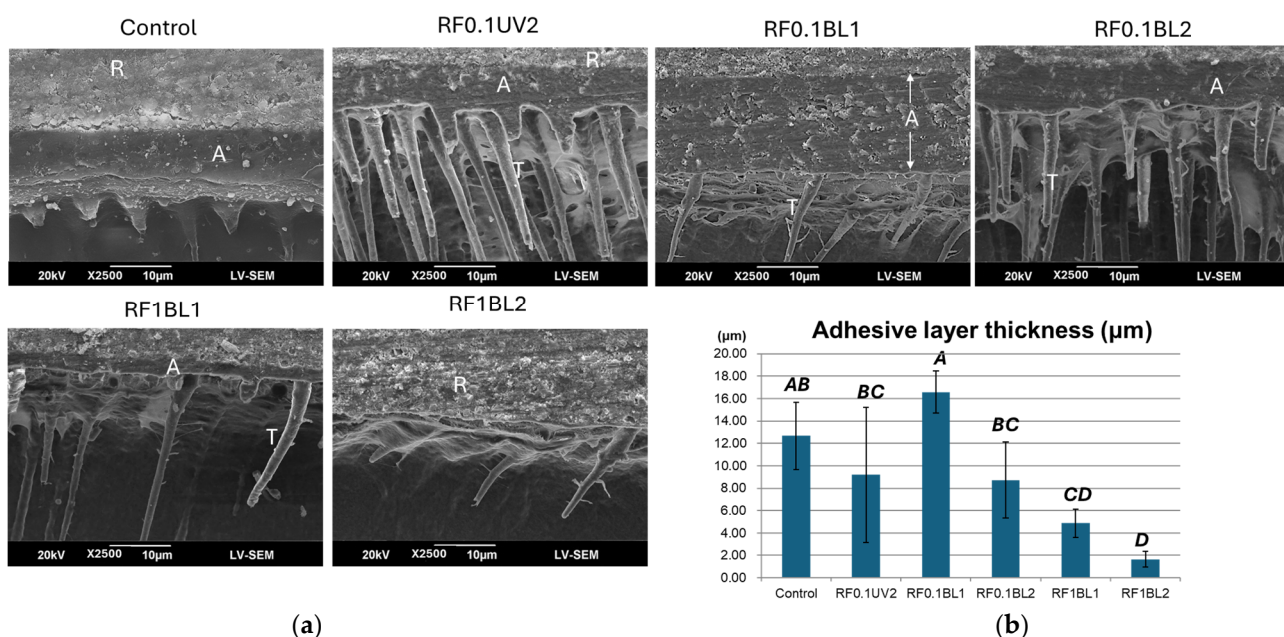 Control
RF0.1UV2
RF0.1BL1
RF0.1BL2
R
A
20kV X2500 10µm LV-SEM
R
A
T
20kV X2500 10µm LV-SEM
A
T
20kV X2500 10µm LV-SEM
A
T
20kV X2500 10µm LV-SEM
RF1BL1
RF1BL2
A
T
20kV X2500 10µm LV-SEM
R
20kV X2500 10µm LV-SEM
Adhesive layer thickness (µm)
(µm)
20.00
18.00
16.00
14.00
12.00
10.00
8.00
6.00
4.00
2.00
0.00
AB
BC
A
BC
CD
D
Control RF0.1UV2 RF0.1BL1 RF0.1BL2 RF1BL1 RF1BL2
(a)
(b)